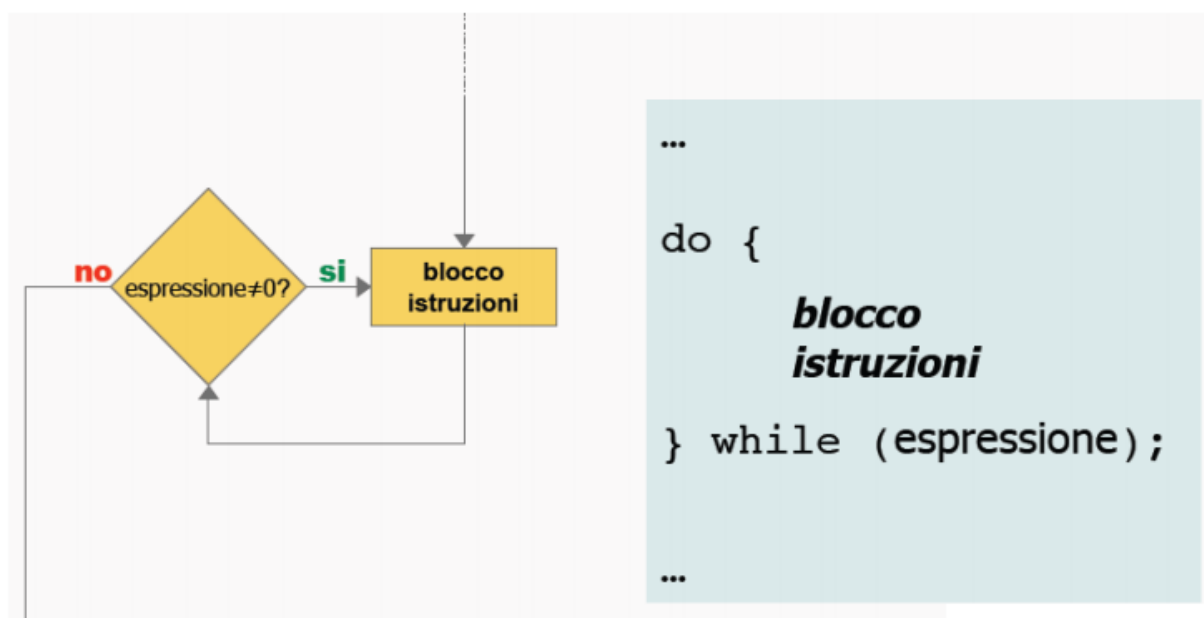 no
espressione≠0?
si
blocco
istruzioni
…
do {
blocco
istruzioni
} while (espressione);
…